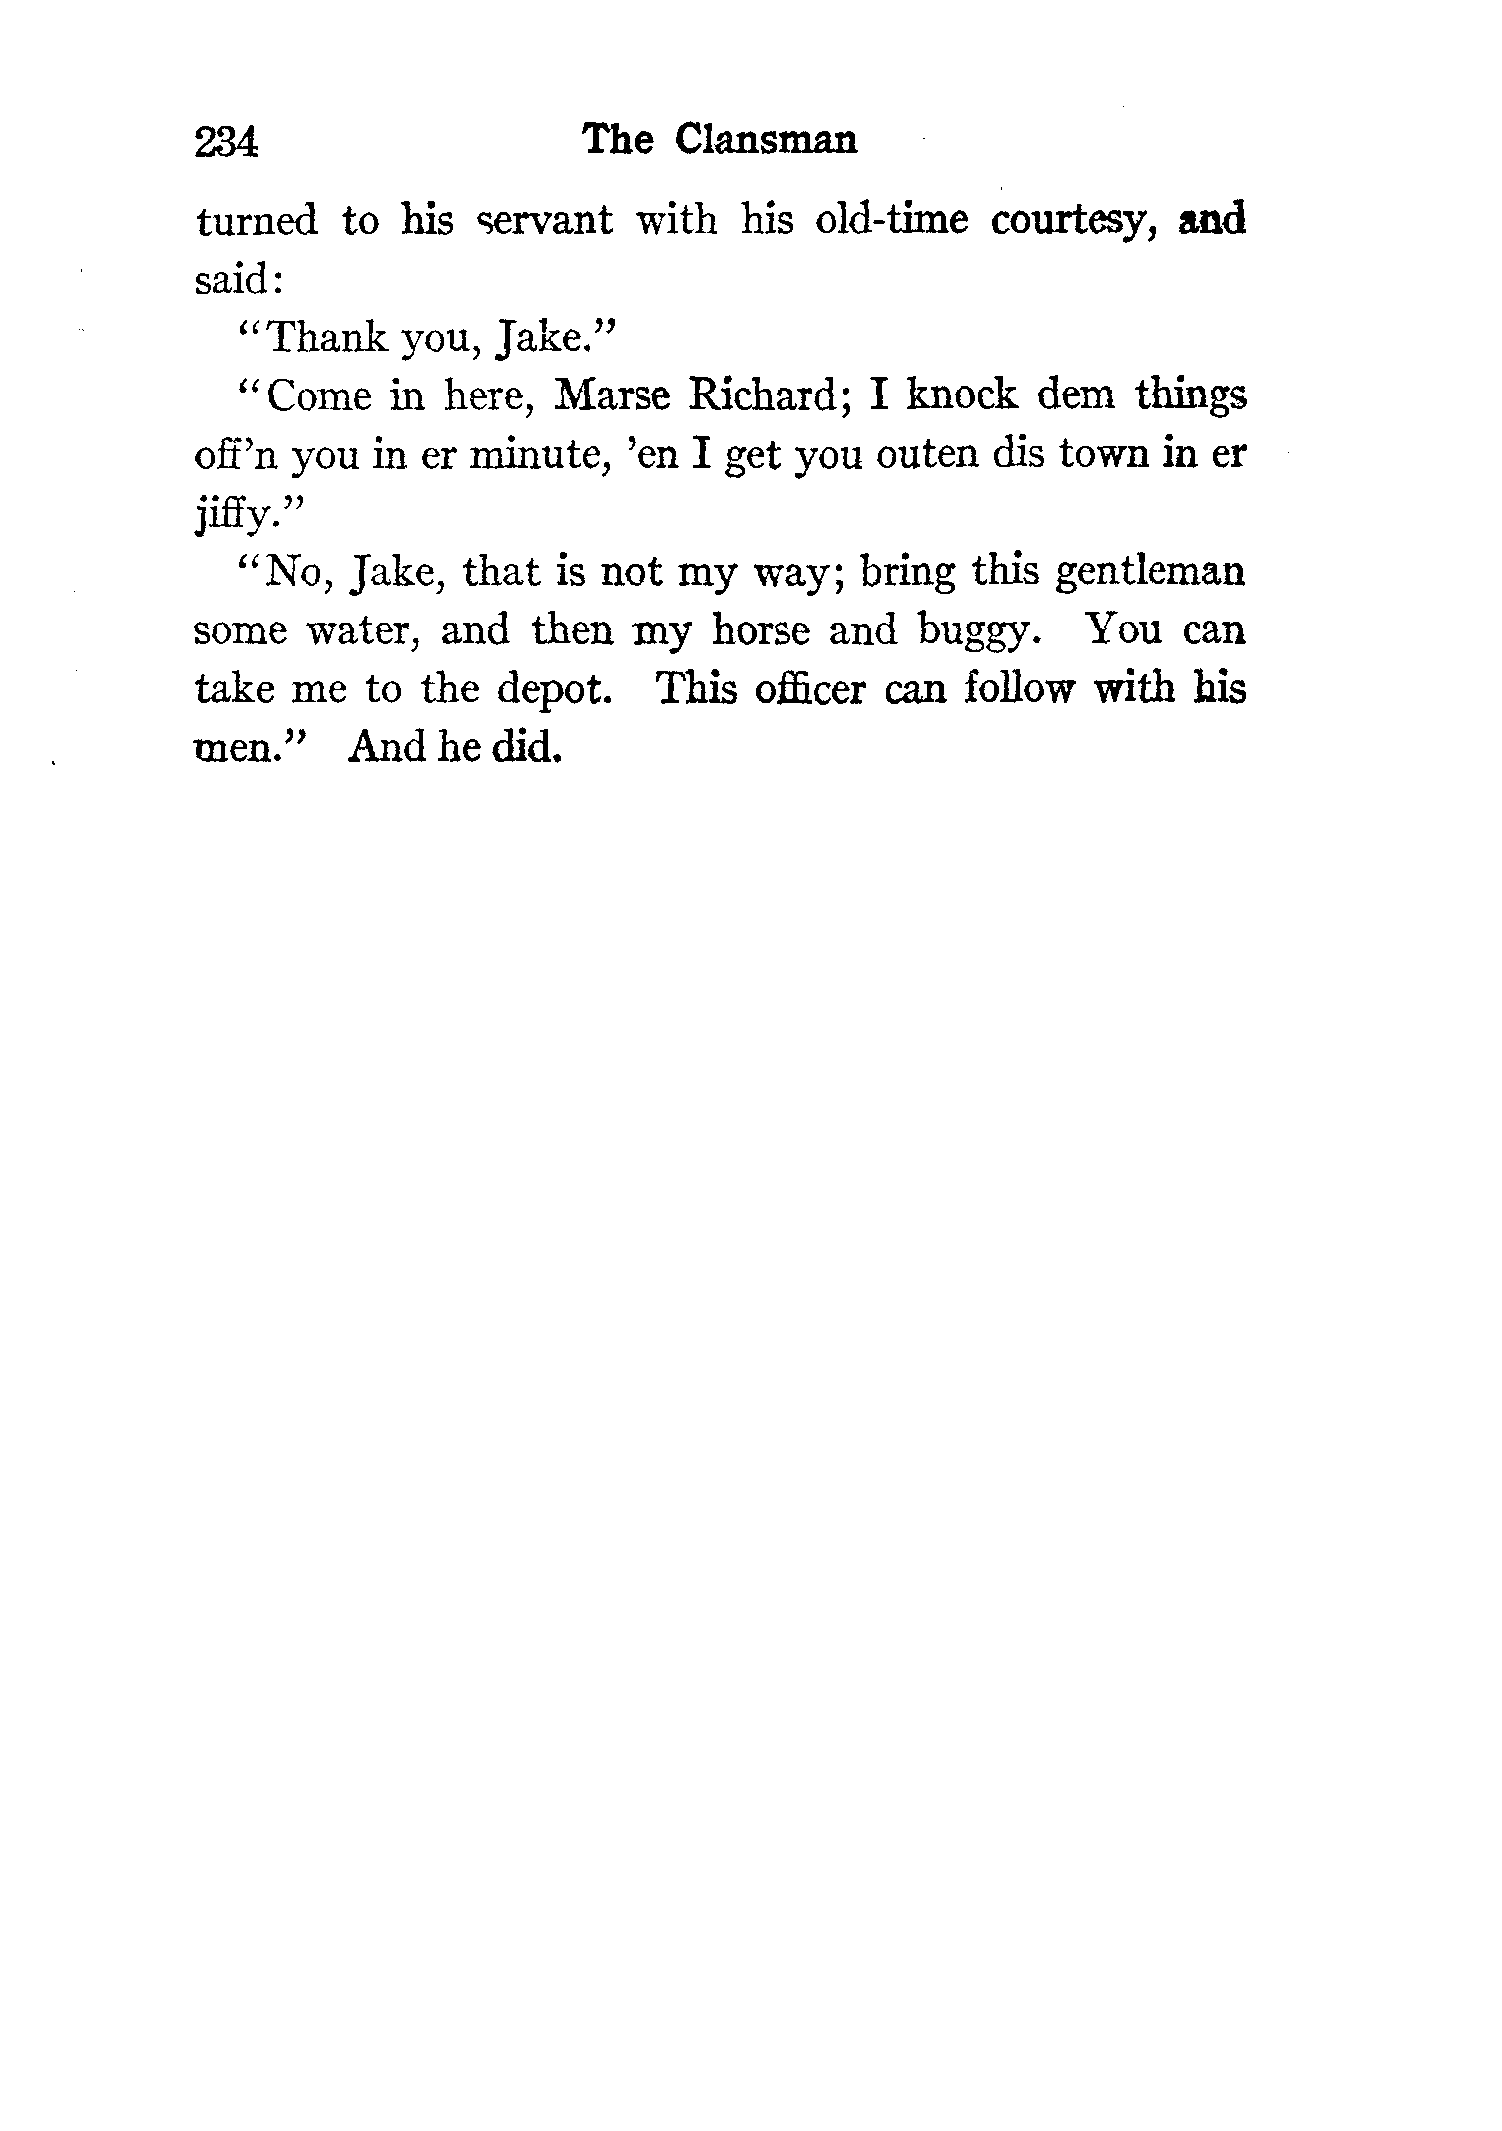 234 The Clansman
turned to his servant with his old-time courtesy, and
said:
"Thank you, Jake."
"Come in here, Marse Richard; I knock dem things
off'n you in er minute, 'en I get you outen dis town in er
jiffy."
"No, Jake, that is not my way; bring this gentleman
some water, and then my horse and buggy. You can
take me to the depot. This officer can follow with his
men." And he did.